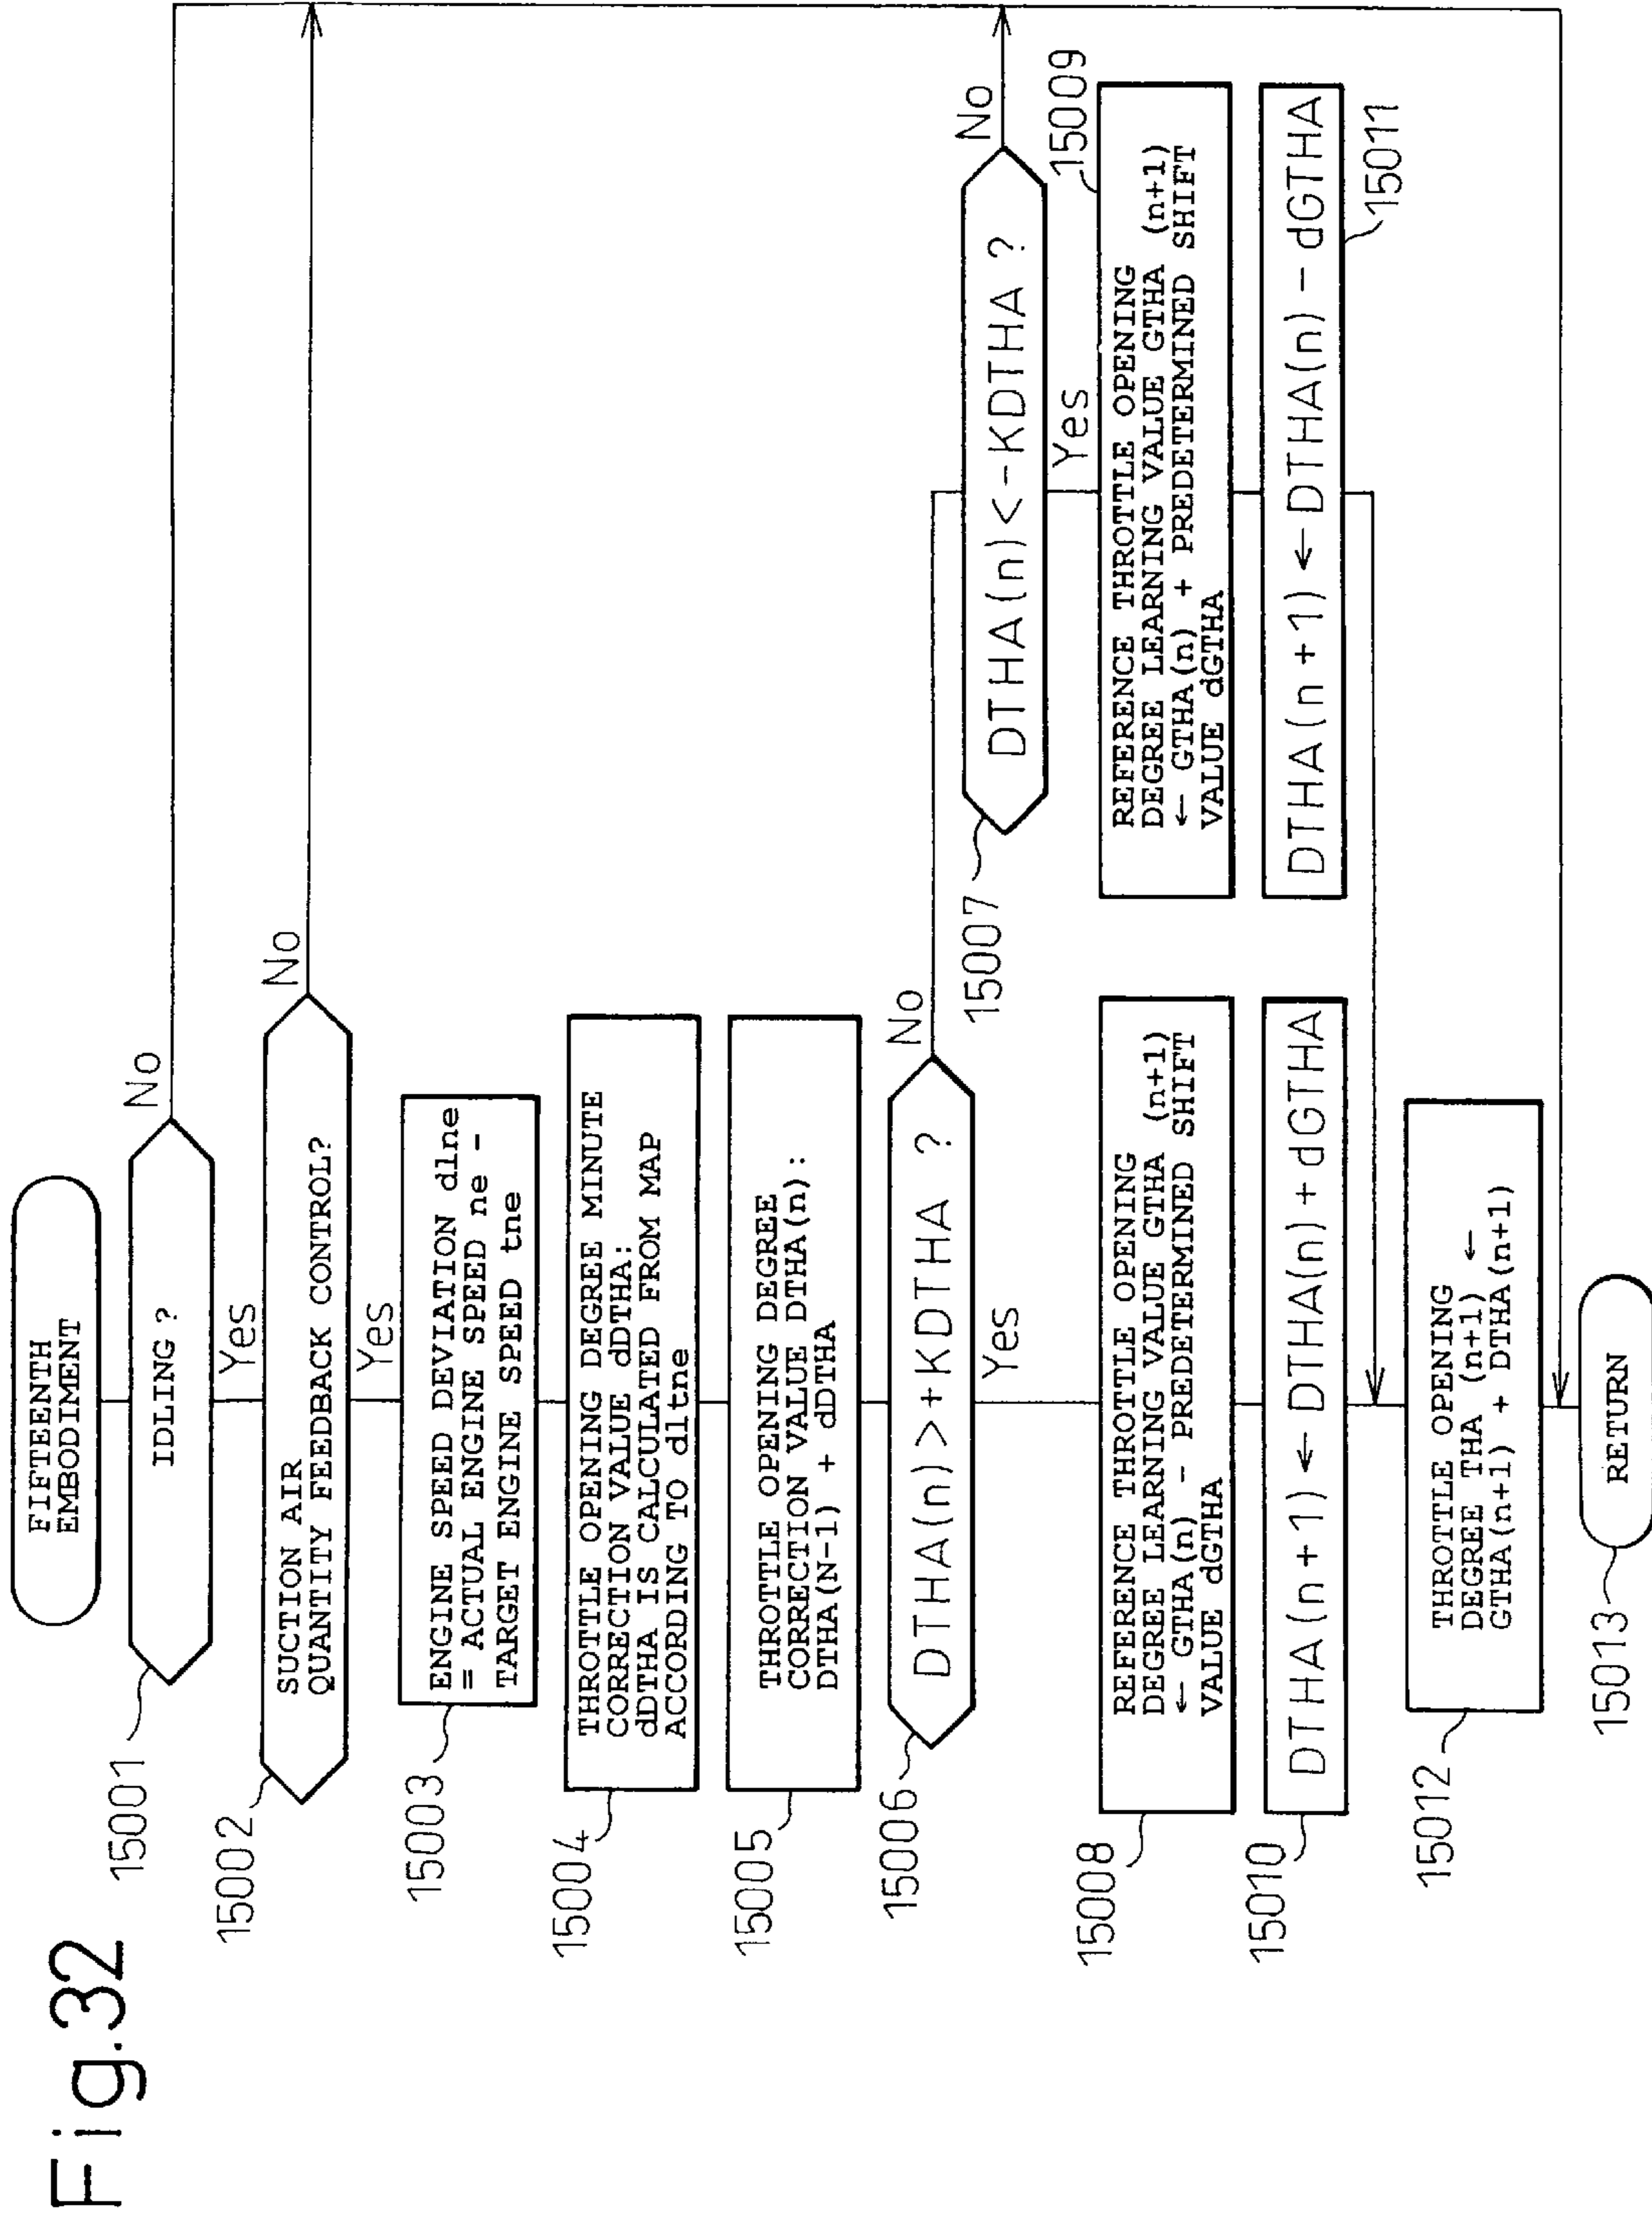 Fig.32
FIFTEENTH
EMBODIMENT
15001
IDLING?
No
Yes
15002
SUCTION AIR
QUANTITY FEEDBACK CONTROL?
No
Yes
15003
ENGINE SPEED DEVIATION dlne
= ACTUAL ENGINE SPEED ne -
TARGET ENGINE SPEED tne
15004
THROTTLE OPENING DEGREE MINUTE
CORRECTION VALUE dDTHA:
dDTHA IS CALCULATED FROM MAP
ACCORDING TO dltne
15005
THROTTLE OPENING DEGREE
CORRECTION VALUE DTHA(n):
DTHA(N-1) + dDTHA
15006
DTHA(n)>+KDTHA ?
No
Yes
15007
DTHA(n)<-KDTHA ?
No
Yes
15008
REFERENCE THROTTLE OPENING
DEGREE LEARNING VALUE GTHA (n+1)
← GTHA(n) - PREDETERMINED SHIFT
VALUE dGTHA
15009
REFERENCE THROTTLE OPENING
DEGREE LEARNING VALUE GTHA (n+1)
← GTHA(n) + PREDETERMINED SHIFT
VALUE dGTHA
15010
DTHA(n+1) ← DTHA(n) + dGTHA
DTHA(n+1) ← DTHA(n) - dGTHA
15011
15012
THROTTLE OPENING
DEGREE THA (n+1) ←
GTHA(n+1) + DTHA(n+1)
15013
RETURN